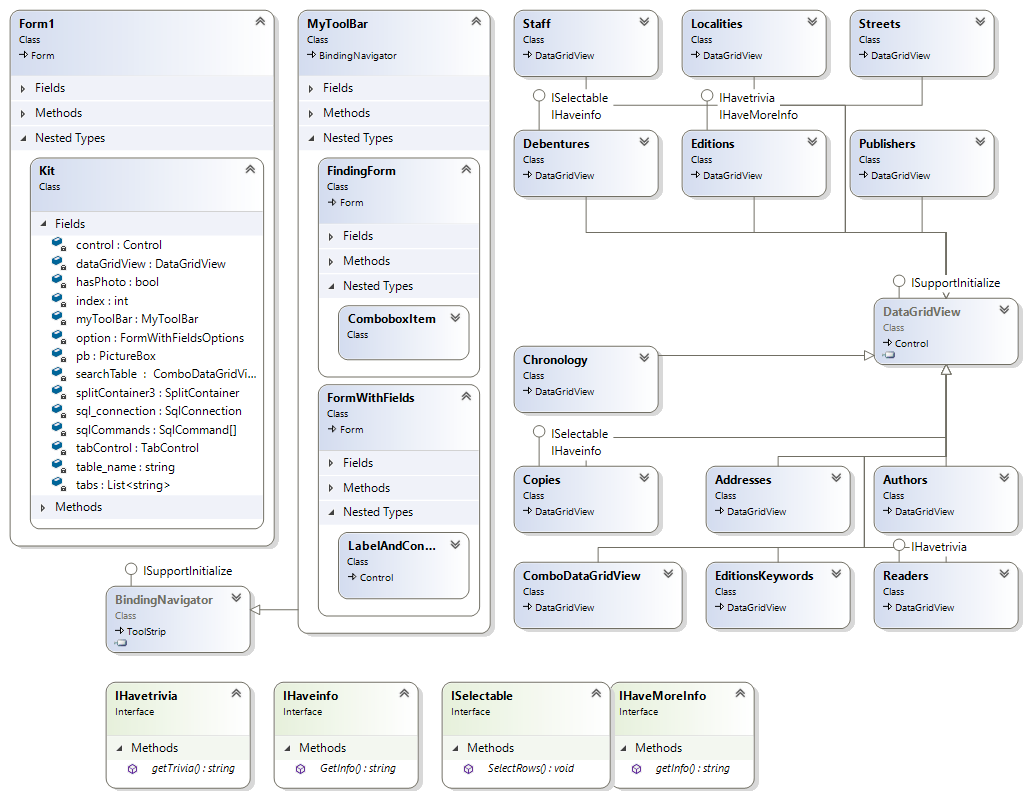 Form1
Class
Form
Fields
Methods
Nested Types
Kit
Class
Fields
control : Control
dataGridView : DataGridView
hasPhoto : bool
index : int
myToolBar : MyToolBar
option : FormWithFieldsOptions
pb : PictureBox
searchTable : ComboDataGridVi...
splitContainer3 : SplitContainer
sql_connection : SqlConnection
sqlCommands : SqlCommand[]
tabControl : TabControl
table_name : string
tabs : List<string>
Methods
MyToolBar
Class
BindingNavigator
Fields
Methods
Nested Types
FindingForm
Class
Form
Fields
Methods
Nested Types
ComboboxItem
Class
FormWithFields
Class
Form
Fields
Methods
Nested Types
LabelAndCon...
Class
Control
ISupportInitialize
BindingNavigator
Class
ToolStrip
Staff
Class
DataGridView
Localities
Class
DataGridView
Streets
Class
DataGridView
ISelectable
IHaveinfo
Debentures
Class
DataGridView
IHavetrivia
IHaveMoreInfo
Editions
Class
DataGridView
Publishers
Class
DataGridView
ISupportInitialize
DataGridView
Class
Control
Chronology
Class
DataGridView
ISelectable
IHaveinfo
Copies
Class
DataGridView
Addresses
Class
DataGridView
Authors
Class
DataGridView
ComboDataGridView
Class
DataGridView
EditionsKeywords
Class
DataGridView
IHavetrivia
Readers
Class
DataGridView
IHavetrivia
Interface
Methods
getTrivia() : string
IHaveinfo
Interface
Methods
GetInfo() : string
ISelectable
Interface
Methods
SelectRows() : void
IHaveMoreInfo
Interface
Methods
getInfo() : string